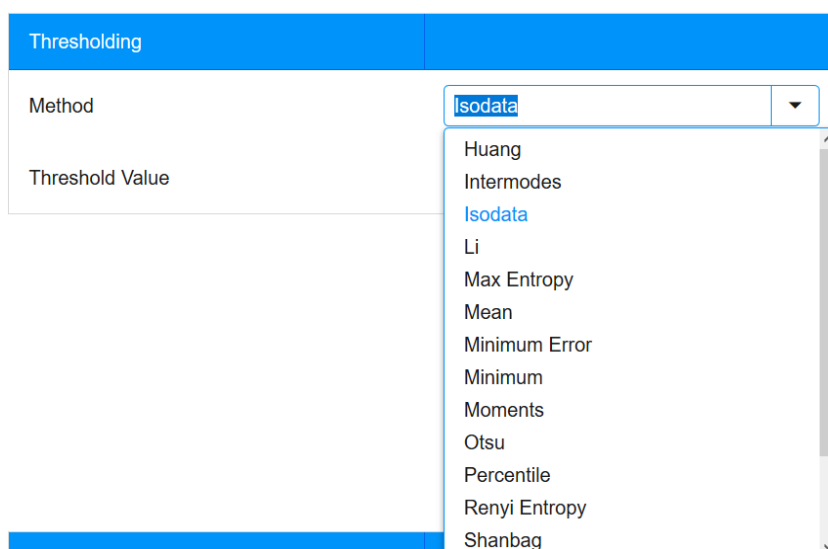 Thresholding
Method
Isodata
Threshold Value
Huang
Intermodes
Isodata
Li
Max Entropy
Mean
Minimum Error
Minimum
Moments
Otsu
Percentile
Renyi Entropy
Shanbag